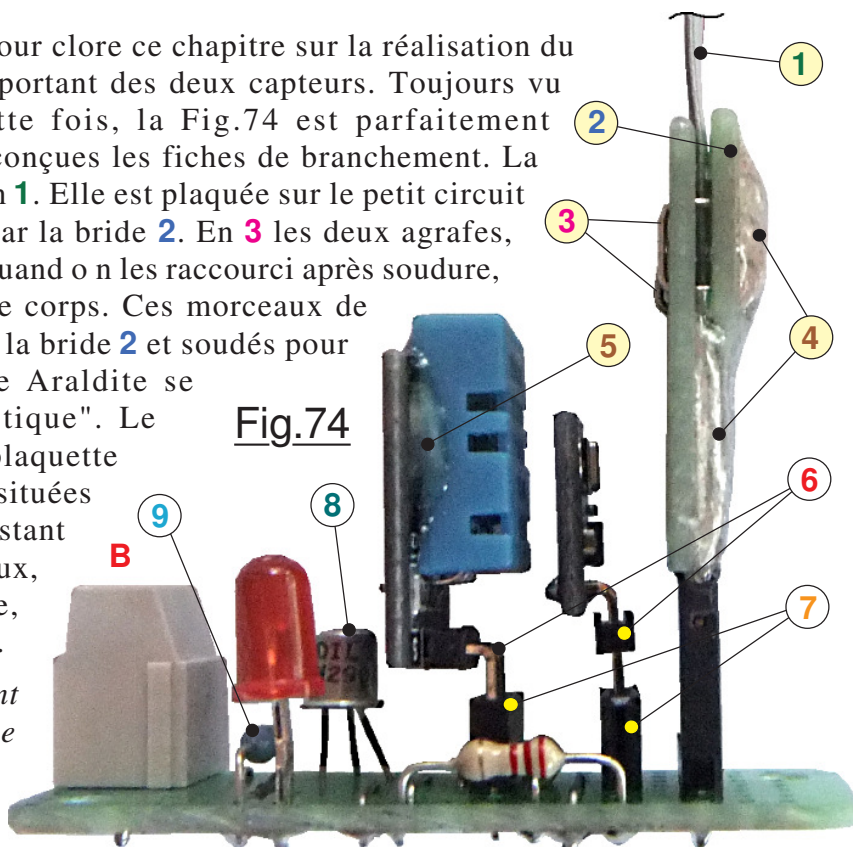 our clore ce chapitre sur la réalisation du
portant des deux capteurs. Toujours vu
tte fois, la Fig.74 est parfaitement
conçues les fiches de branchement. La
n 1. Elle est plaquée sur le petit circuit
ar la bride 2. En 3 les deux agrafes,
uand o n les raccourci après soudure,
e corps. Ces morceaux de
la bride 2 et soudés pour
e Araldite se
tique". Le
plaquette
situées
stant
ux,
e,
.
nt
e
Fig.74
1
2
3
4
5
6
7
8
9
B
DIL
N29